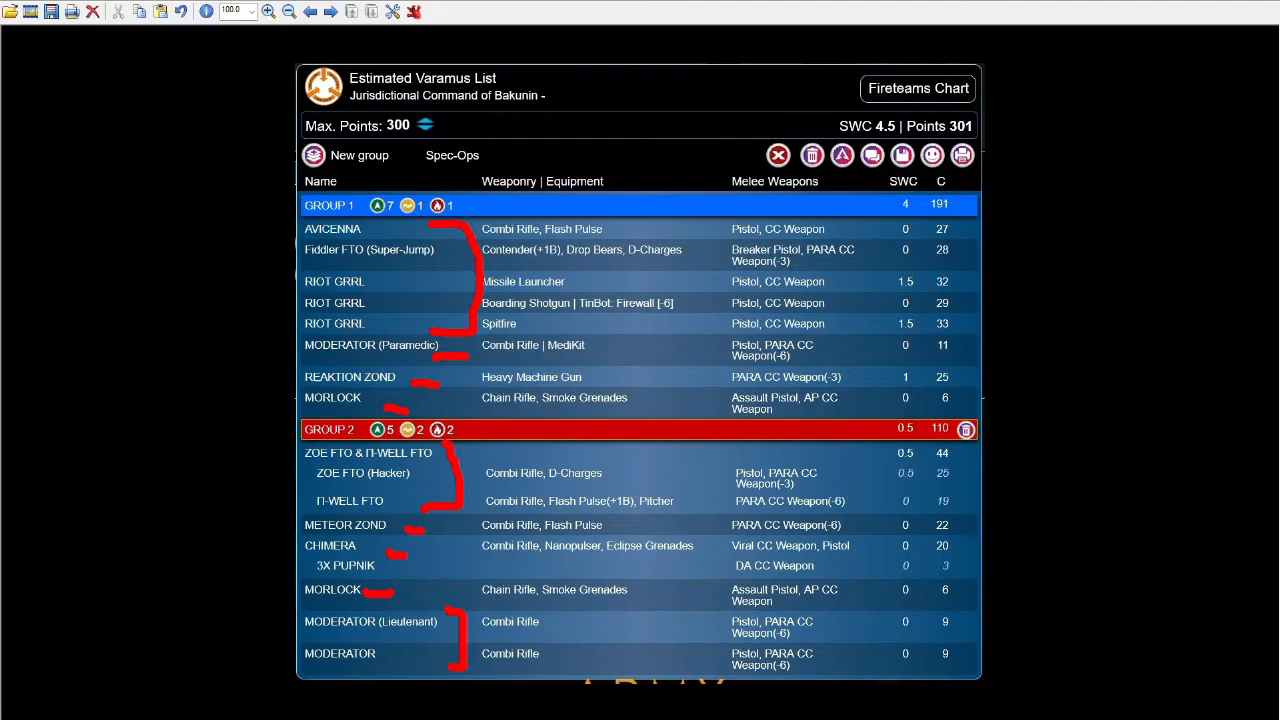 100.0
Estimated Varamus List
Jurisdictional Command of Bakunin -
Fireteams Chart
Max. Points: 300
SWC 4.5 | Points 301
New group Spec-Ops
Name Weaponry | Equipment Melee Weapons SWC C
GROUP 1 7 1 1 4 191
AVICENNA Combi Rifle, Flash Pulse Pistol, CC Weapon 0 27
Fiddler FTO (Super-Jump) Contender(+1B), Drop Bears, D-Charges Breaker Pistol, PARA CC 0 28
Weapon(-3)
RIOT GRRL Missile Launcher Pistol, CC Weapon 1.5 32
RIOT GRRL Boarding Shotgun | TinBot: Firewall [-6] Pistol, CC Weapon 0 29
RIOT GRRL Spitfire Pistol, CC Weapon 1.5 33
MODERATOR (Paramedic) Combi Rifle | MediKit Pistol, PARA CC 0 11
Weapon(-6)
REAKTION ZOND Heavy Machine Gun PARA CC Weapon(-3) 1 25
MORLOCK Chain Rifle, Smoke Grenades Assault Pistol, AP CC 0 6
Weapon
GROUP 2 5 2 2 0.5 110
ZOE FTO & Π-WELL FTO 0.5 44
ZOE FTO (Hacker) Combi Rifle, D-Charges Pistol, PARA CC 0.5 25
Weapon(-3)
Π-WELL FTO Combi Rifle, Flash Pulse(+1B), Pitcher PARA CC Weapon(-6) 0 19
METEOR ZOND Combi Rifle, Flash Pulse PARA CC Weapon(-6) 0 22
CHIMERA Combi Rifle, Nanopulser, Eclipse Grenades Viral CC Weapon, Pistol 0 20
3X PUPNIK DA CC Weapon 0 3
MORLOCK Chain Rifle, Smoke Grenades Assault Pistol, AP CC 0 6
Weapon
MODERATOR (Lieutenant) Combi Rifle Pistol, PARA CC 0 9
Weapon(-6)
MODERATOR Combi Rifle Pistol, PARA CC 0 9
Weapon(-6)